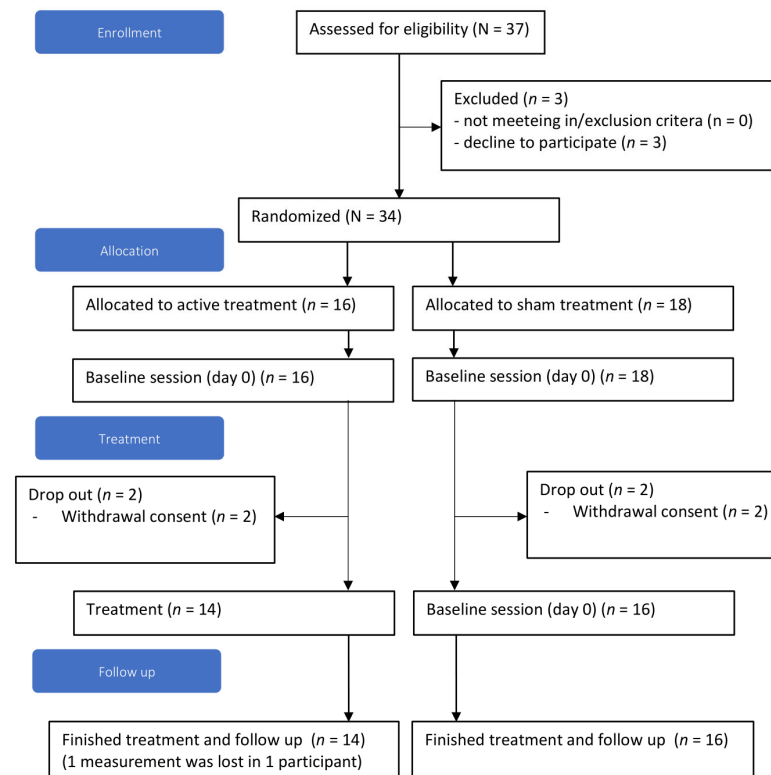 Enrollment
Assessed for eligibility (N = 37)
Excluded (n = 3)
- not meeteing in/exclusion critera (n = 0)
- decline to participate (n = 3)
Randomized (N = 34)
Allocation
Allocated to active treatment (n = 16)
Allocated to sham treatment (n = 18)
Baseline session (day 0) (n = 16)
Baseline session (day 0) (n = 18)
Treatment
Drop out (n = 2)
- Withdrawal consent (n = 2)
Drop out (n = 2)
- Withdrawal consent (n = 2)
Treatment (n = 14)
Baseline session (day 0) (n = 16)
Follow up
Finished treatment and follow up (n = 14)
(1 measurement was lost in 1 participant)
Finished treatment and follow up (n = 16)